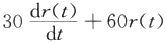 30 dr(t)/dt + 60r(t)